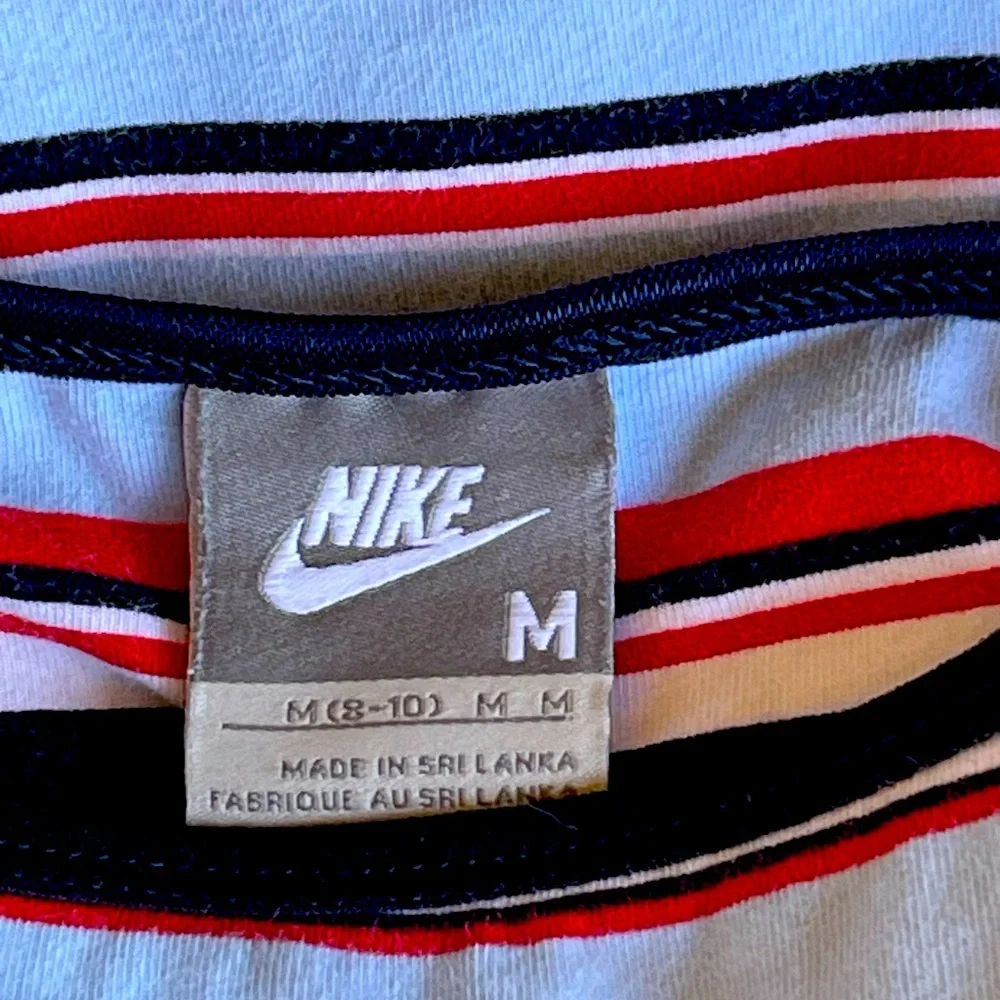 NIKE
M
M (8-10) M M
MADE IN SRI LANKA
FABRIQUE AU SRI LANKA